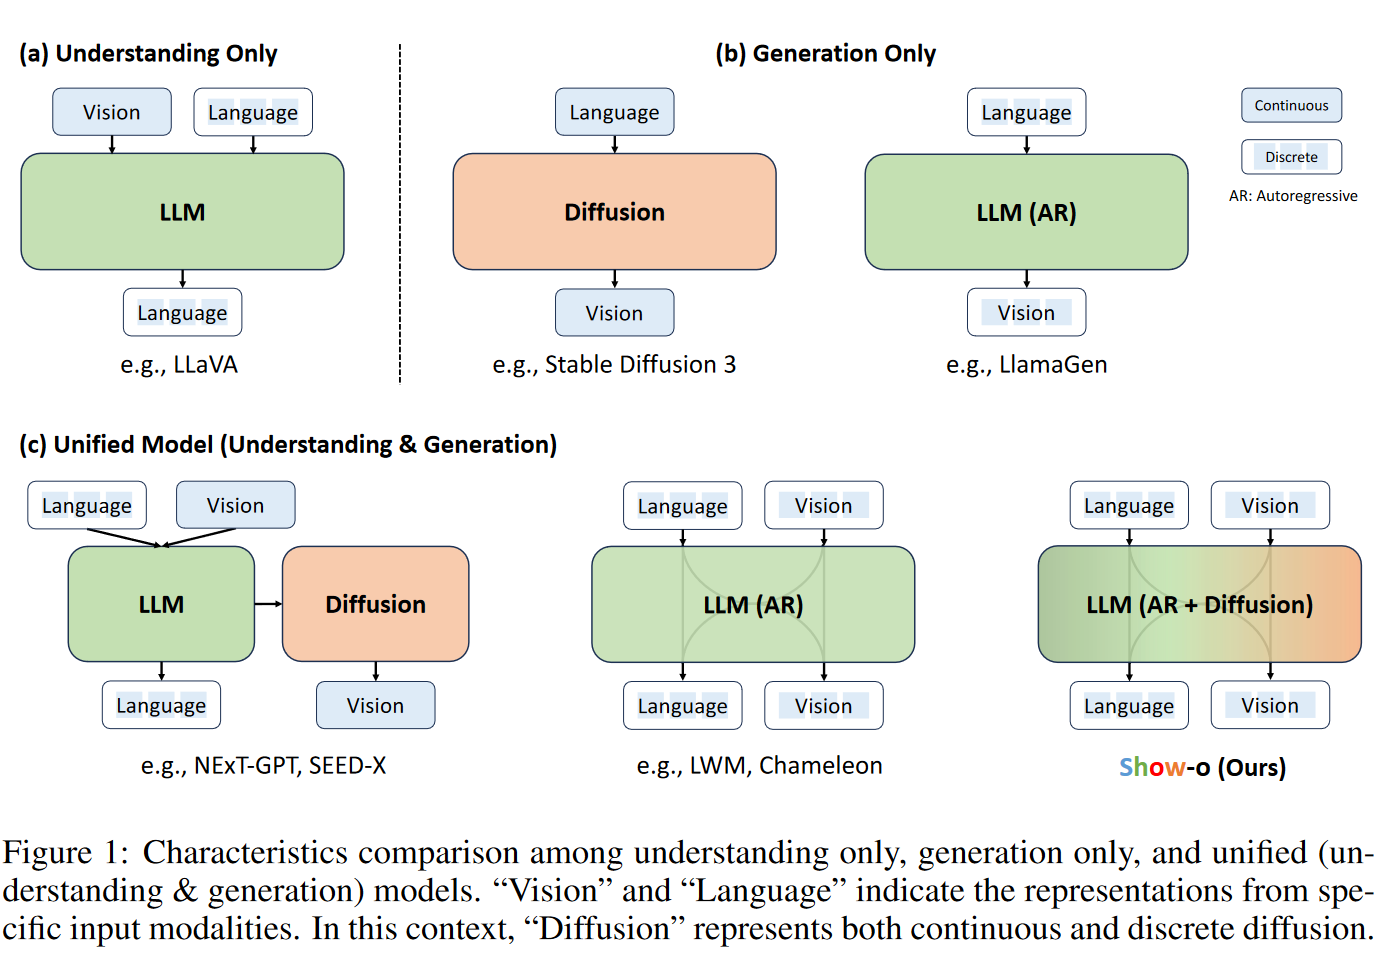 (a) Understanding Only
(b) Generation Only
Vision
Language
Language
Language
Continuous
Discrete
AR: Autoregressive
LLM
Diffusion
LLM (AR)
Language
Vision
Vision
e.g., LLaVA
e.g., Stable Diffusion 3
e.g., LlamaGen
(c) Unified Model (Understanding & Generation)
Language
Vision
Language
Vision
Language
Vision
LLM
Diffusion
LLM (AR)
LLM (AR + Diffusion)
Language
Vision
Language
Vision
Language
Vision
e.g., NExT-GPT, SEED-X
e.g., LWM, Chameleon
Show-o (Ours)
Figure 1: Characteristics comparison among understanding only, generation only, and unified (un-
derstanding & generation) models. “Vision” and “Language” indicate the representations from spe-
cific input modalities. In this context, “Diffusion” represents both continuous and discrete diffusion.